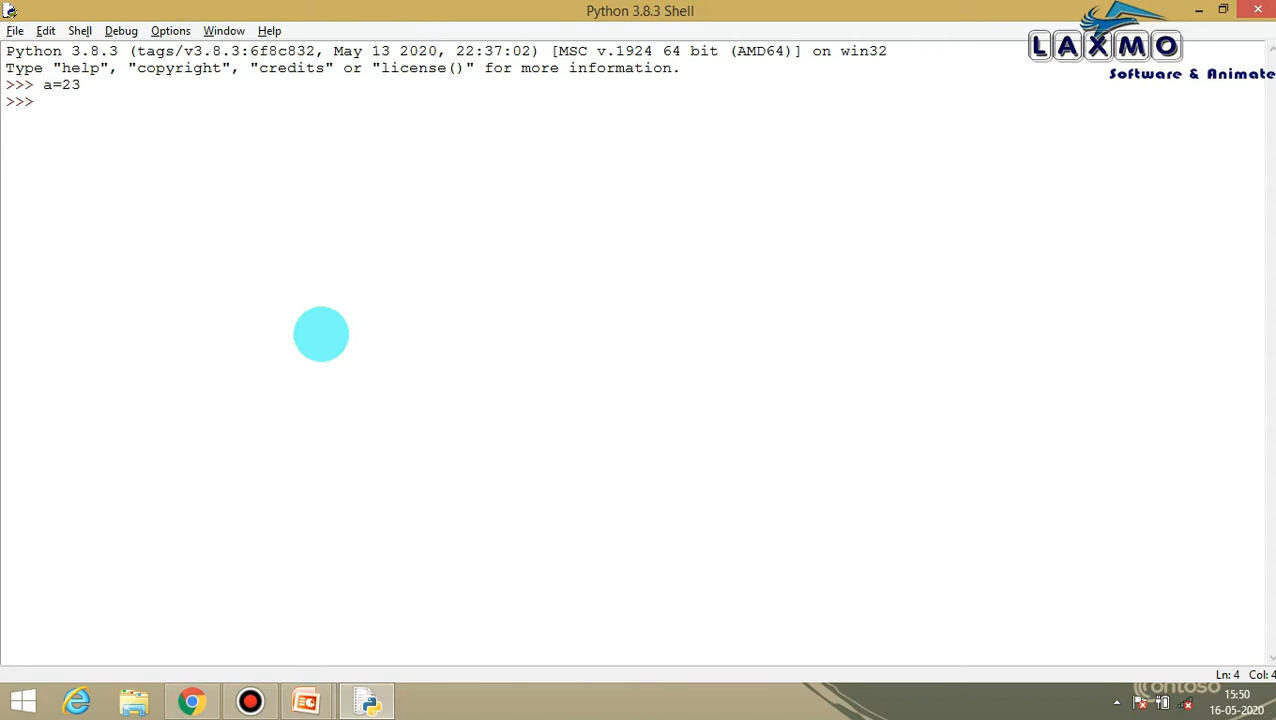 Python 3.8.3 Shell
File Edit Shell Debug Options Window Help
Python 3.8.3 (tags/v3.8.3:6f8c832, May 13 2020, 22:37:02) [MSC v.1924 64 bit (AMD64)] on win32
Type "help", "copyright", "credits" or "license()" for more information.
>>> a=23
>>>
LAXMO
Software & Animate
Ln: 4 Col: 4
contoso
15:50
16-05-2020